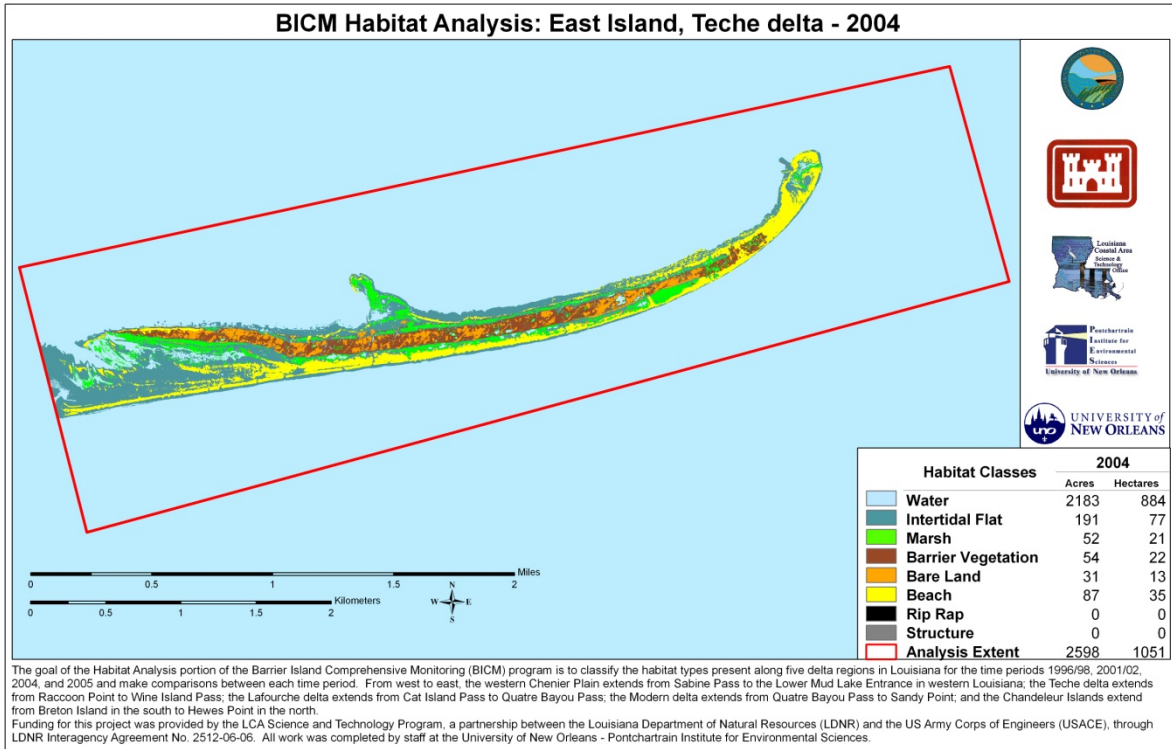 BICM Habitat Analysis: East Island, Teche delta - 2004
Louisiana
Coastal Area
Science &
Technology
Office
Pontchartrain
Institute for
Environmental
Sciences
P
I
E
S
University of New Orleans
uno
UNIVERSITY of
NEW ORLEANS
Habitat Classes 2004
Acres Hectares
Water 2183 884
Intertidal Flat 191 77
Marsh 52 21
Barrier Vegetation 54 22
Bare Land 31 13
Beach 87 35
Rip Rap 0 0
Structure 0 0
Analysis Extent 2598 1051
Miles
0 0.5 1 1.5 2
Kilometers
0 0.5 1 1.5 2
N
W E
S
The goal of the Habitat Analysis portion of the Barrier Island Comprehensive Monitoring (BICM) program is to classify the habitat types present along five delta regions in Louisiana for the time periods 1996/98, 2001/02,
2004, and 2005 and make comparisons between each time period. From west to east, the western Chenier Plain extends from Sabine Pass to the Lower Mud Lake Entrance in western Louisiana; the Teche delta extends
from Raccoon Point to Wine Island Pass; the Lafourche delta extends from Cat Island Pass to Quatre Bayou Pass; the Modern delta extends from Quatre Bayou Pass to Sandy Point; and the Chandeleur Islands extend
from Breton Island in the south to Hewes Point in the north.
Funding for this project was provided by the LCA Science and Technology Program, a partnership between the Louisiana Department of Natural Resources (LDNR) and the US Army Corps of Engineers (USACE), through
LDNR Interagency Agreement No. 2512-06-06. All work was completed by staff at the University of New Orleans - Pontchartrain Institute for Environmental Sciences.